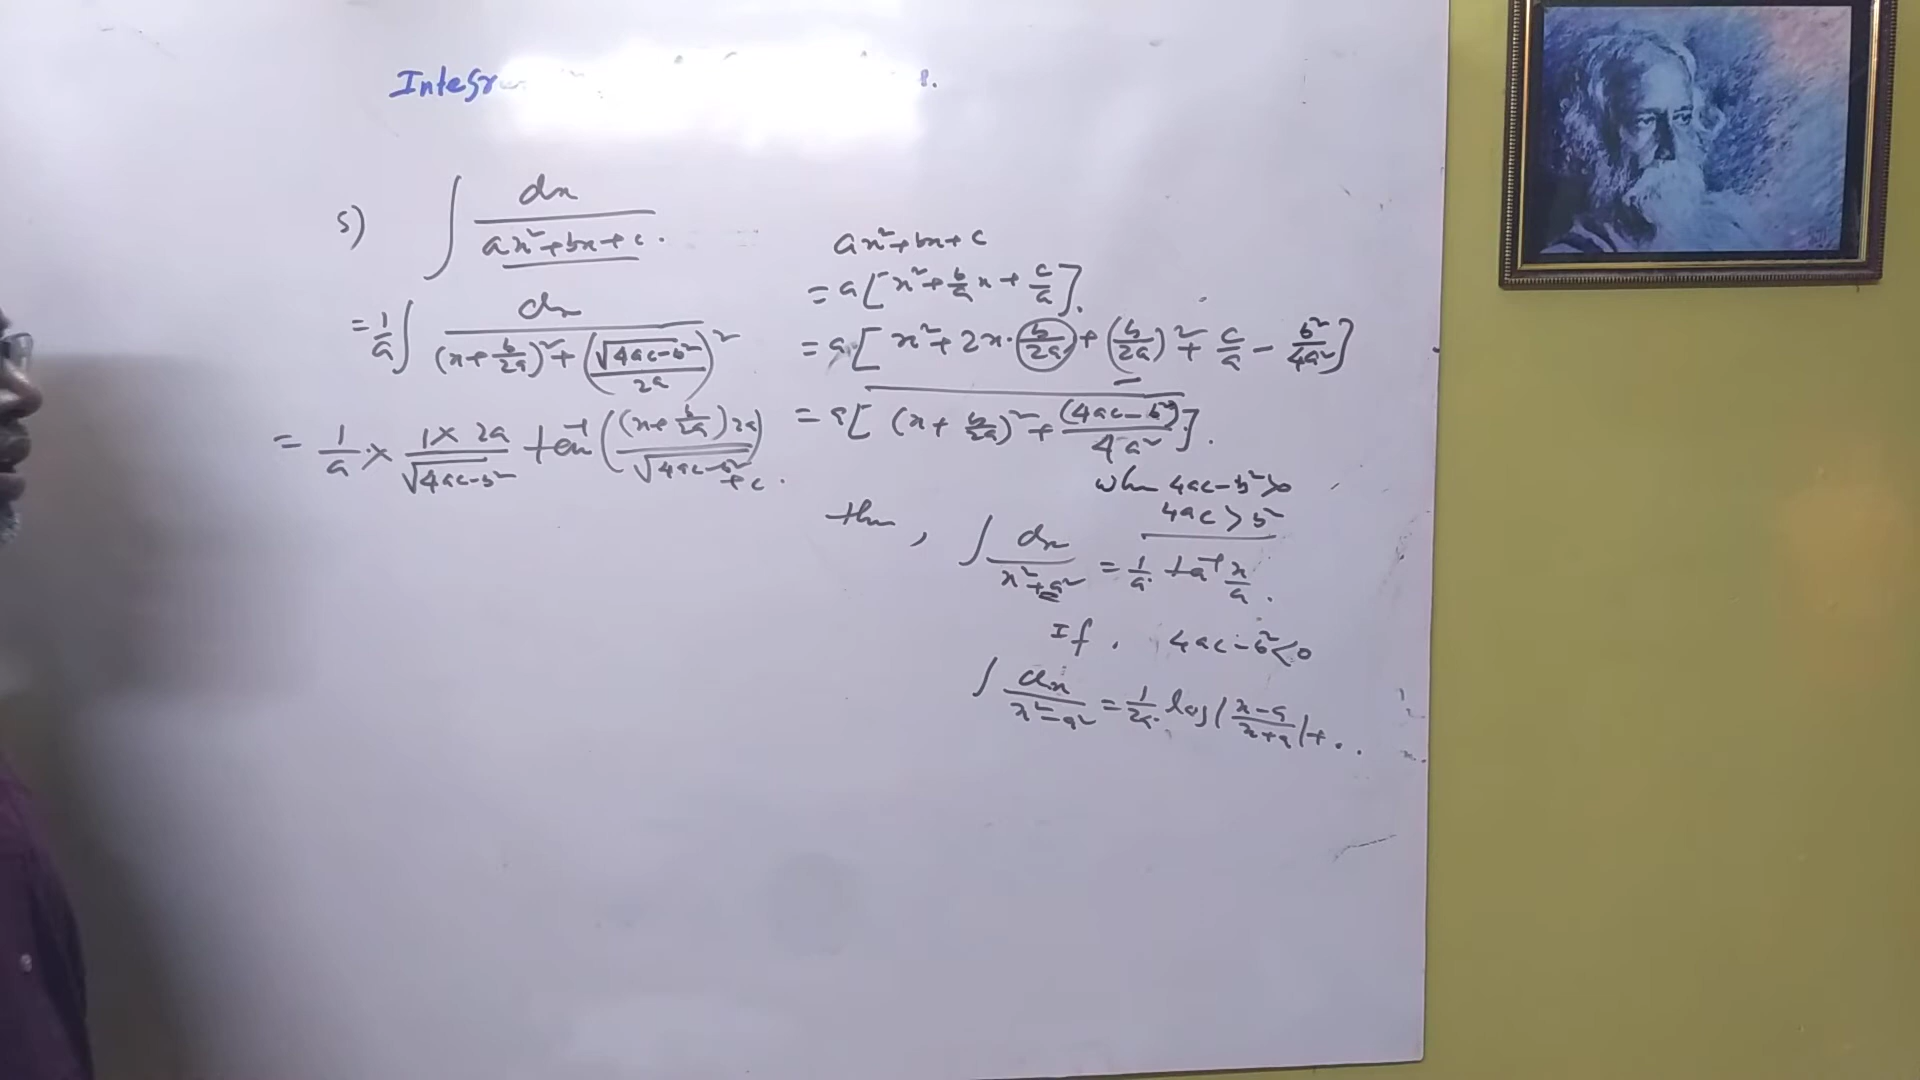 Integr
8.
5) ∫ dx / (ax²+bx+c).
= 1/a ∫ dx / ((x+b/2a)²+(√(4ac-b²)/2a)²)
= 1/a × (1×2a)/√(4ac-b²) tan⁻¹((x+b/2a)2a/√(4ac-b²)) + c.
ax²+bx+c
= a[x²+b/a x+c/a].
= a[x²+2x·b/2a+(b/2a)²+c/a-b²/4a²]
= a[(x+b/2a)²+(4ac-b²)/4a²].
when 4ac-b²>0
4ac>b²
then, ∫ dx/(x²+a²) = 1/a tan⁻¹ x/a.
If, 4ac-b²<0
∫ dx/(x²-a²) = 1/2a log|(x-a)/(x+a)|+..